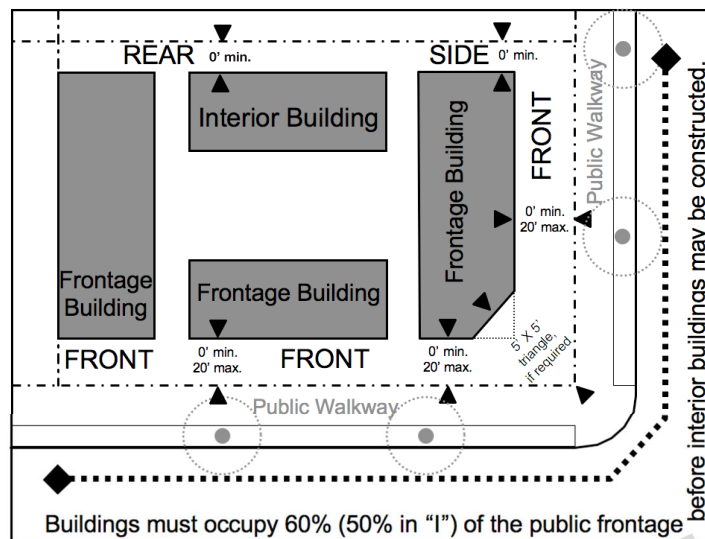 REAR
0' min.
SIDE
0' min.
Interior Building
Frontage Building
FRONT
Public Walkway
0' min.
20' max.
Frontage
Building
Frontage Building
5' X 5'
triangle,
if required
FRONT
0' min.
20' max.
FRONT
0' min.
20' max.
Public Walkway
Buildings must occupy 60% (50% in “I”) of the public frontage
before interior buildings may be constructed.